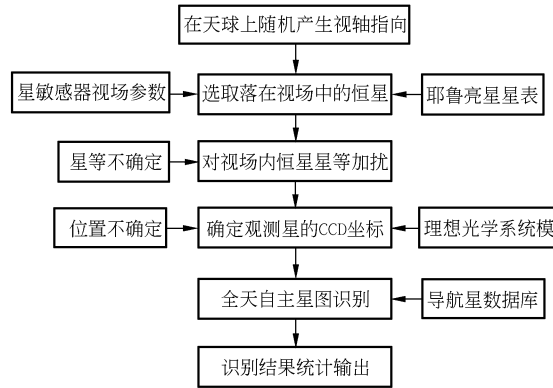 在天球上随机产生视轴指向
星敏感器视场参数
选取落在视场中的恒星
耶鲁亮星星表
星等不确定
对视场内恒星星等加扰
位置不确定
确定观测星的CCD坐标
理想光学系统模
全天自主星图识别
导航星数据库
识别结果统计输出